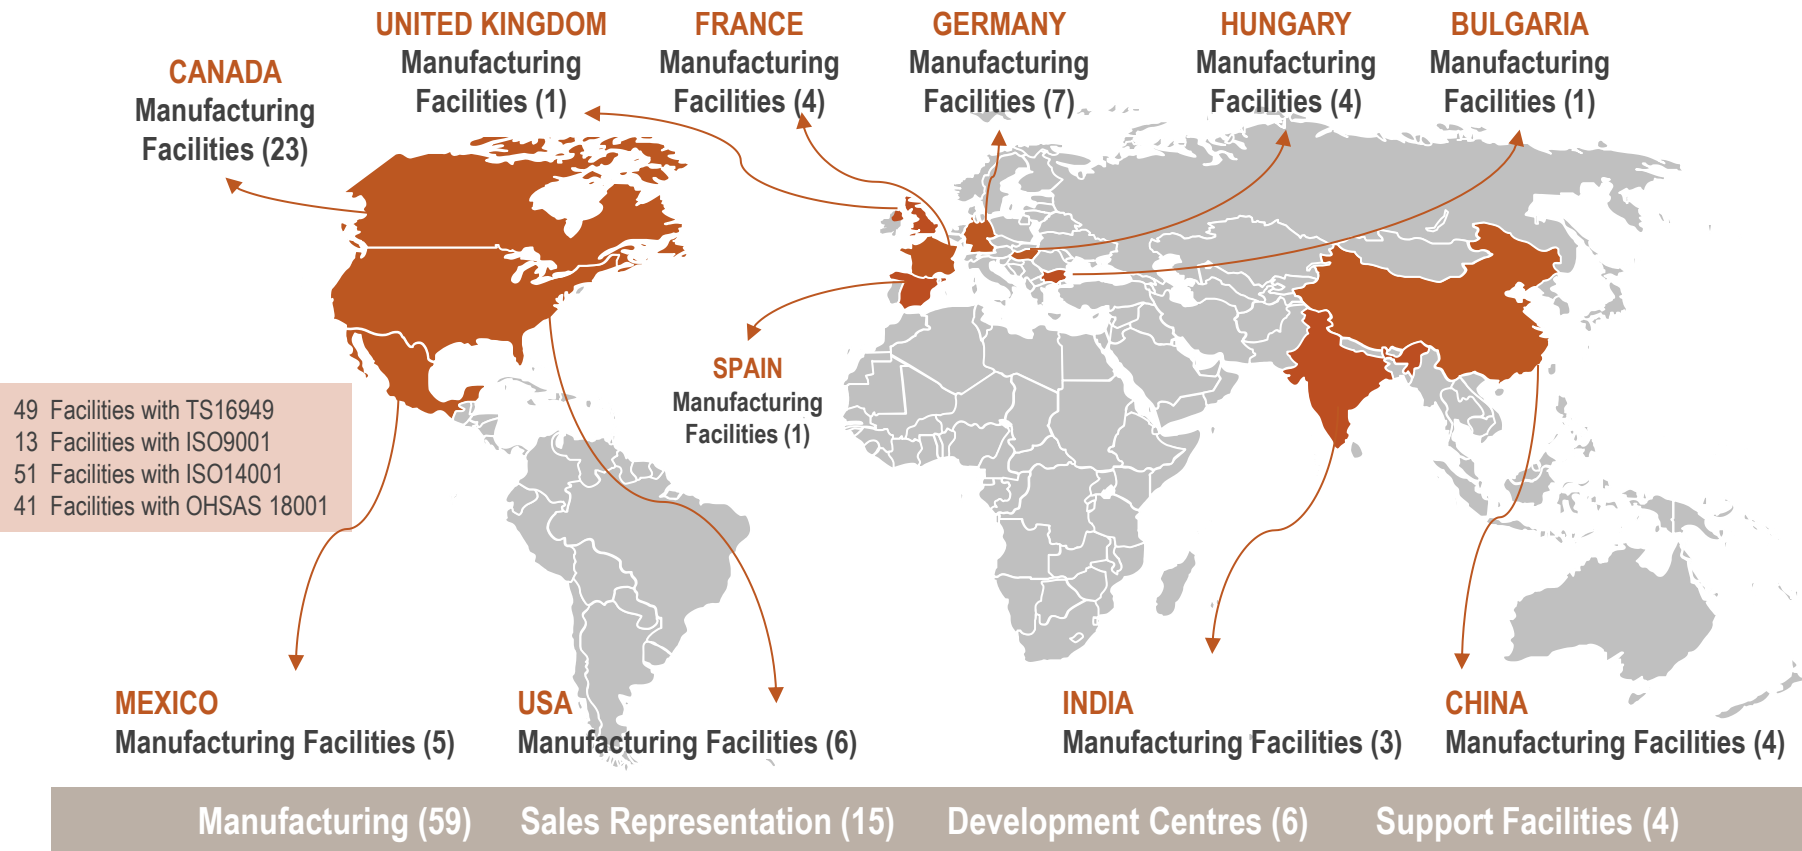 UNITED KINGDOM
Manufacturing
Facilities (1)
FRANCE
Manufacturing
Facilities (4)
GERMANY
Manufacturing
Facilities (7)
HUNGARY
Manufacturing
Facilities (4)
BULGARIA
Manufacturing
Facilities (1)
CANADA
Manufacturing
Facilities (23)
SPAIN
Manufacturing
Facilities (1)
49 Facilities with TS16949
13 Facilities with ISO9001
51 Facilities with ISO14001
41 Facilities with OHSAS 18001
MEXICO
Manufacturing Facilities (5)
USA
Manufacturing Facilities (6)
INDIA
Manufacturing Facilities (3)
CHINA
Manufacturing Facilities (4)
Manufacturing (59) Sales Representation (15) Development Centres (6) Support Facilities (4)